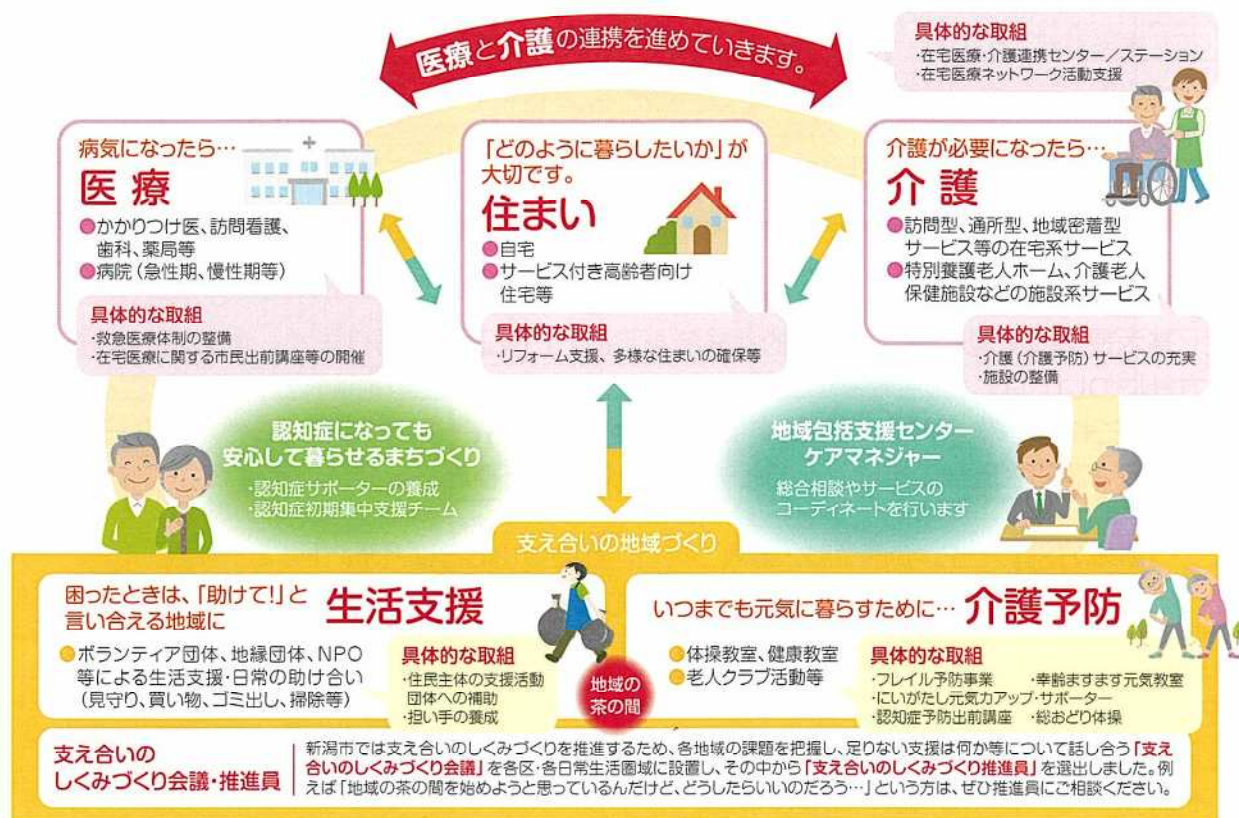 医療と介護の連携を進めていきます。
具体的な取組
・在宅医療・介護連携センター／ステーション
・在宅医療ネットワーク活動支援
病気になったら…
医療
●かかりつけ医、訪問看護、
歯科、薬局等
●病院（急性期、慢性期等）
具体的な取組
・救急医療体制の整備
・在宅医療に関する市民出前講座等の開催
「どのように暮らしたいか」が
大切です。
住まい
●自宅
●サービス付き高齢者向け
住宅等
具体的な取組
・リフォーム支援、多様な住まいの確保等
介護が必要になったら…
介護
●訪問型、通所型、地域密着型
サービス等の在宅系サービス
●特別養護老人ホーム、介護老人
保健施設などの施設系サービス
具体的な取組
・介護（介護予防）サービスの充実
・施設の整備
認知症になっても
安心して暮らせるまちづくり
・認知症サポーターの養成
・認知症初期集中支援チーム
地域包括支援センター
ケアマネジャー
総合相談やサービスの
コーディネートを行います
支え合いの地域づくり
困ったときは、「助けて!」と
言い合える地域に
生活支援
●ボランティア団体、地縁団体、NPO
等による生活支援・日常の助け合い
（見守り、買い物、ゴミ出し、掃除等）
具体的な取組
・住民主体の支援活動
団体への補助
・担い手の養成
地域の
茶の間
いつまでも元気に暮らすために… 介護予防
●体操教室、健康教室
●老人クラブ活動等
具体的な取組
・フレイル予防事業 ・幸齢ますます元気教室
・にいがたし元気力アップ・サポーター
・認知症予防出前講座 ・総おどり体操
支え合いの
しくみづくり会議・推進員
新潟市では支え合いのしくみづくりを推進するため、各地域の課題を把握し、足りない支援は何か等について話し合う「支え
合いのしくみづくり会議」を各区・各日常生活圏域に設置し、その中から「支え合いのしくみづくり推進員」を選出しました。例
えば「地域の茶の間を始めようと思っているんだけど、どうしたらいいのだろう…」という方は、ぜひ推進員にご相談ください。